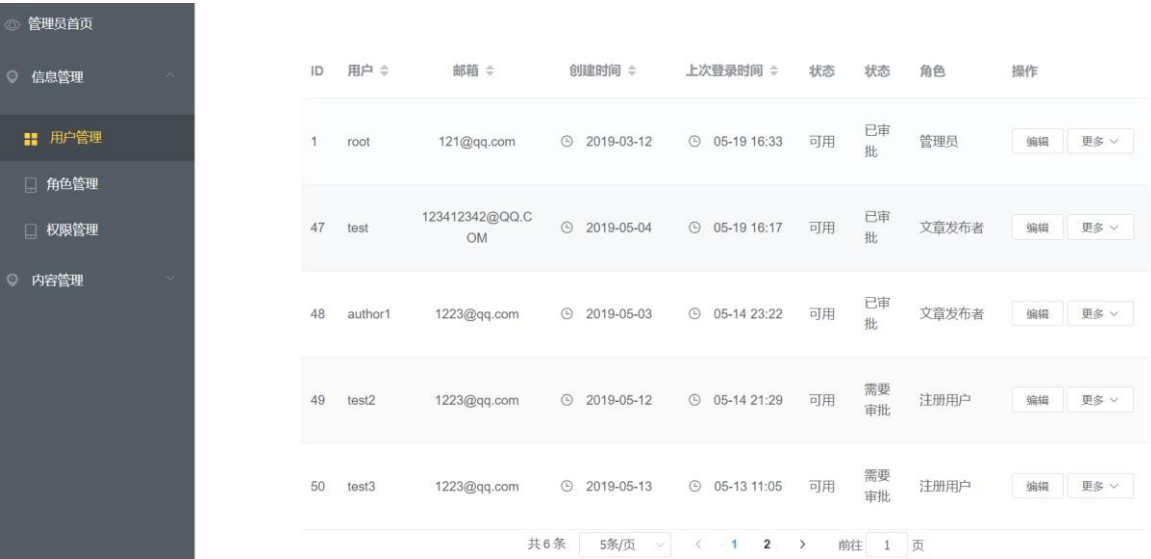 管理员首页
信息管理
用户管理
角色管理
权限管理
内容管理
ID 用户 邮箱 创建时间 上次登录时间 状态 状态 角色 操作
1 root 121@qq.com 2019-03-12 05-19 16:33 可用 已审
批 管理员 编辑 更多
47 test 123412342@QQ.C
OM 2019-05-04 05-19 16:17 可用 已审
批 文章发布者 编辑 更多
48 author1 1223@qq.com 2019-05-03 05-14 23:22 可用 已审
批 文章发布者 编辑 更多
49 test2 1223@qq.com 2019-05-12 05-14 21:29 可用 需要
审批 注册用户 编辑 更多
50 test3 1223@qq.com 2019-05-13 05-13 11:05 可用 需要
审批 注册用户 编辑 更多
共6条 5条/页 < 1 2 > 前往 1 页